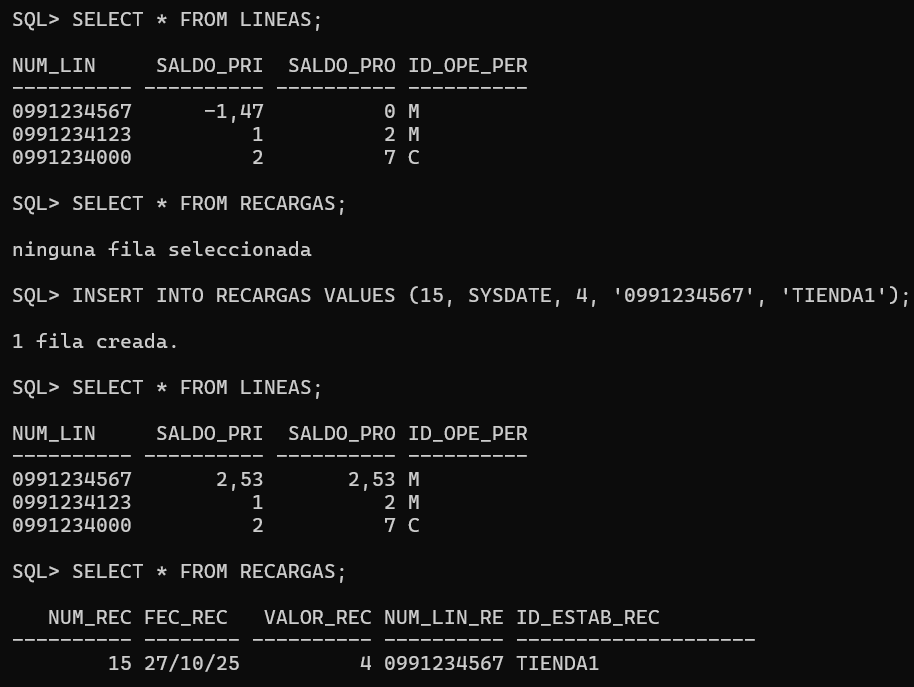 SQL> SELECT * FROM LINEAS;
NUM_LIN     SALDO_PRI  SALDO_PRO ID_OPE_PER
---------- ---------- ---------- ----------
0991234567      -1,47          0 M
0991234123          1          2 M
0991234000          2          7 C
SQL> SELECT * FROM RECARGAS;
ninguna fila seleccionada
SQL> INSERT INTO RECARGAS VALUES (15, SYSDATE, 4, '0991234567', 'TIENDA1');
1 fila creada.
SQL> SELECT * FROM LINEAS;
NUM_LIN     SALDO_PRI  SALDO_PRO ID_OPE_PER
---------- ---------- ---------- ----------
0991234567       2,53       2,53 M
0991234123          1          2 M
0991234000          2          7 C
SQL> SELECT * FROM RECARGAS;
   NUM_REC FEC_REC   VALOR_REC NUM_LIN_RE ID_ESTAB_REC
---------- -------- ---------- ---------- --------------------
        15 27/10/25          4 0991234567 TIENDA1